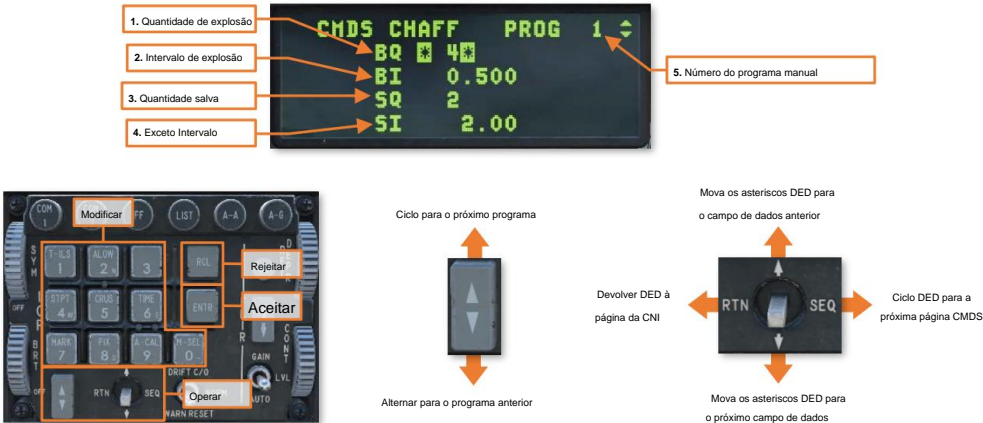 1. Quantidade de explosão
2. Intervalo de explosão
3. Quantidade salva
4. Exceto Intervalo
CMDS CHAFF PROG 1
BQ * 4*
BI 0.500
SQ 2
SI 2.00
5. Número do programa manual
COM 1
Modificar
FF
LIST
A-A
A-G
T-ILS 1
ALOW 2 N
3
RCL
Rejeitar
STPT 4 W
CRUS 5
TIME 6 E
ENTR
Aceitar
MARK 7
FIX 8 S
A-CAL 9
M-SEL 0
SYM
OFF
BRT
OFF
CONT
GAIN
LVL
AUTO
DRIFT C/O
RTN
SEQ
WARN RESET
Operar
Ciclo para o próximo programa
Alternar para o programa anterior
Mova os asteriscos DED para
o campo de dados anterior
Devolver DED à
página da CNI
RTN
SEQ
Ciclo DED para a
próxima página CMDS
Mova os asteriscos DED para
o próximo campo de dados